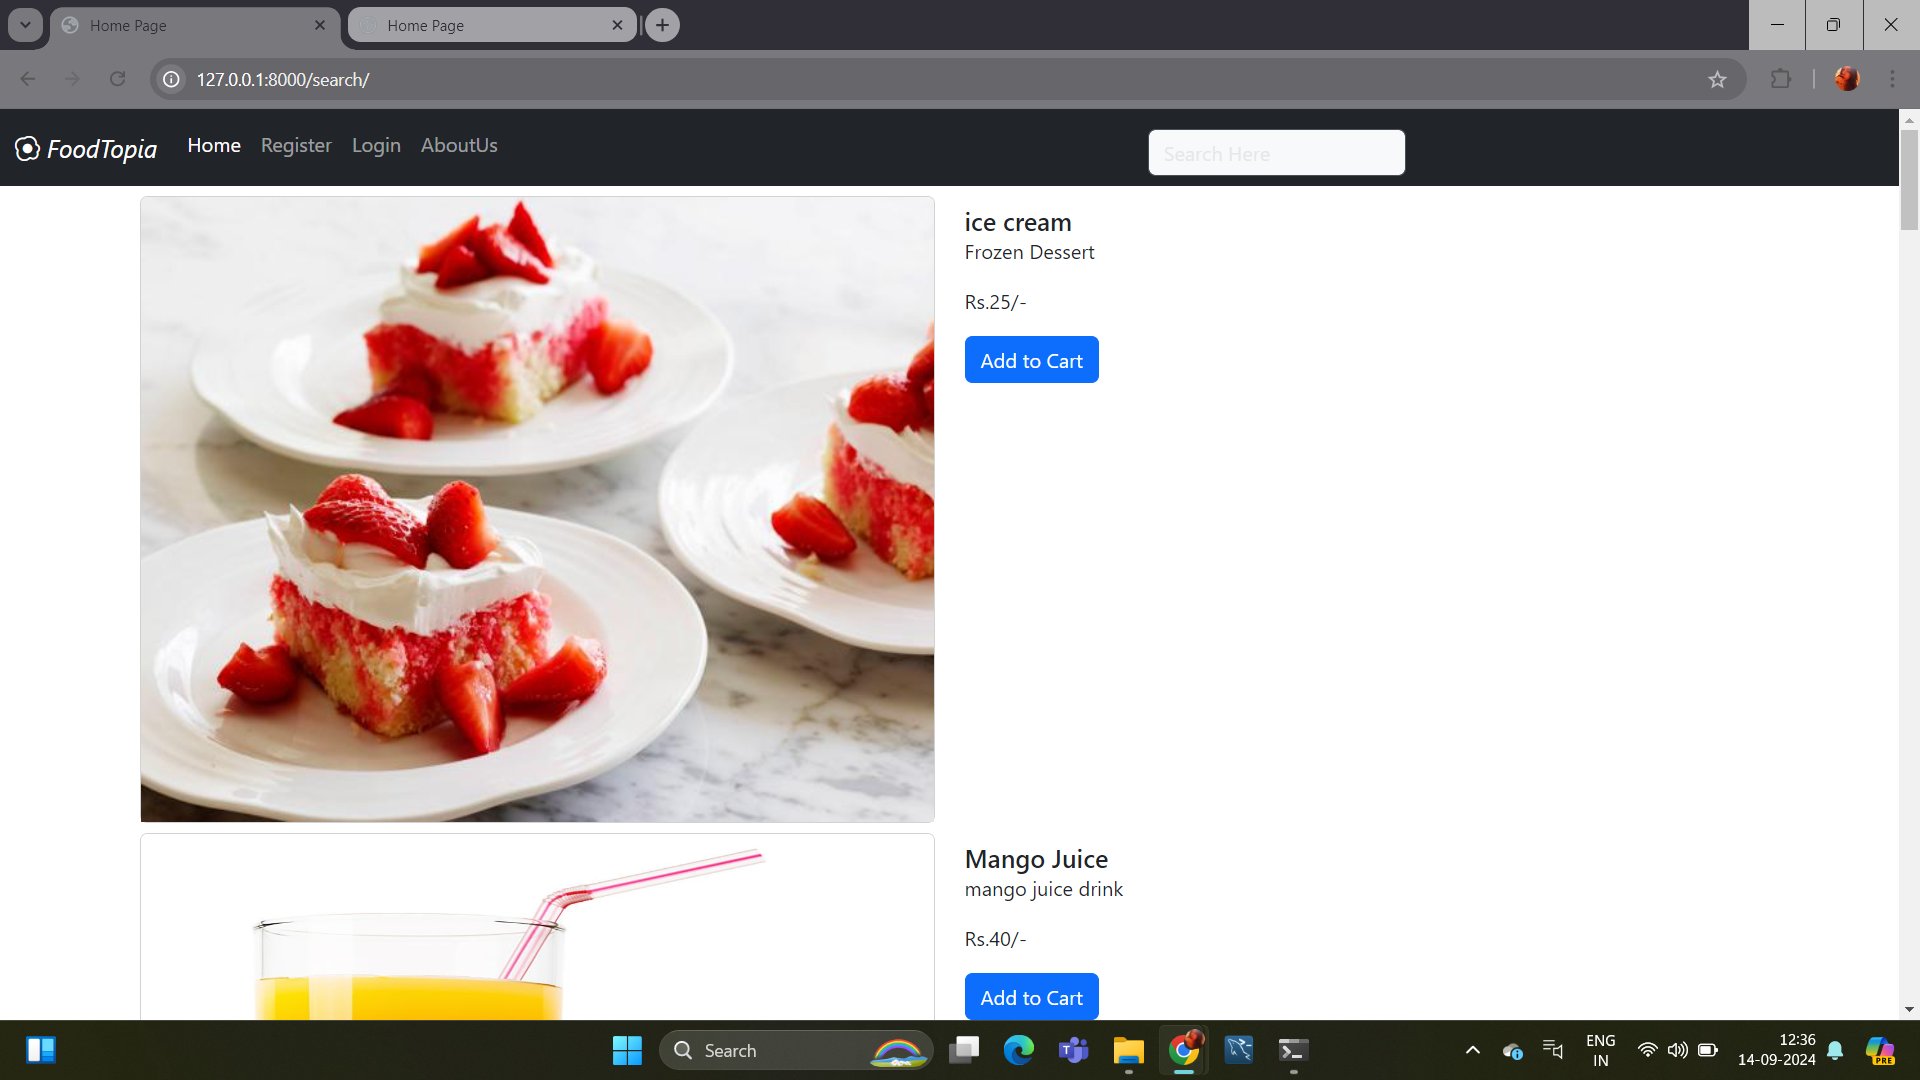 Home Page
Home Page
127.0.0.1:8000/search/
FoodTopia
Home Register Login AboutUs
Search Here
ice cream
Frozen Dessert
Rs.25/-
Add to Cart
Mango Juice
mango juice drink
Rs.40/-
Add to Cart
Search
T
ENG
IN
12:36
14-09-2024
PRE